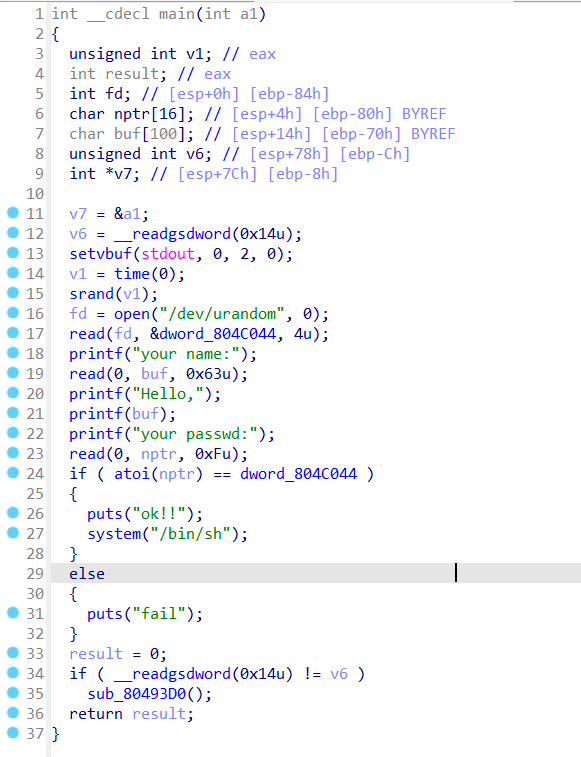 1 int __cdecl main(int a1)
2 {
3 unsigned int v1; // eax
4 int result; // eax
5 int fd; // [esp+0h] [ebp-84h]
6 char nptr[16]; // [esp+4h] [ebp-80h] BYREF
7 char buf[100]; // [esp+14h] [ebp-70h] BYREF
8 unsigned int v6; // [esp+78h] [ebp-Ch]
9 int *v7; // [esp+7Ch] [ebp-8h]
10
11 v7 = &a1;
12 v6 = __readgsdword(0x14u);
13 setvbuf(stdout, 0, 2, 0);
14 v1 = time(0);
15 srand(v1);
16 fd = open("/dev/urandom", 0);
17 read(fd, &dword_804C044, 4u);
18 printf("your name:");
19 read(0, buf, 0x63u);
20 printf("Hello,");
21 printf(buf);
22 printf("your passwd:");
23 read(0, nptr, 0xFu);
24 if ( atoi(nptr) == dword_804C044 )
25 {
26 puts("ok!!");
27 system("/bin/sh");
28 }
29 else
30 {
31 puts("fail");
32 }
33 result = 0;
34 if ( __readgsdword(0x14u) != v6 )
35 sub_80493D0();
36 return result;
37 }